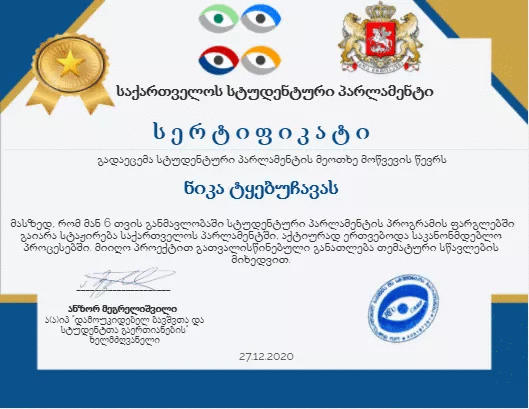 საქართველოს სტუდენტური პარლამენტი
სერტიფიკატი
გადაეცემა სტუდენტური პარლამენტის მეოთხე მოწვევის წევრს
ნიკა ტყებუჩავას
მასზედ, რომ მან 6 თვის განმავლობაში სტუდენტური პარლამენტის პროგრამის ფარგლებში
გაიარა სტაჟირება საქართველოს პარლამენტში, აქტიურად ერთვებოდა საკანონმდებლო
პროცესებში. მიიღო პროექტით გათვალისწინებული განათლება თემატური სწავლების
მიხედვით.
ანზორ მეგრელიშვილი
ა(ა)იპ "დამოუკიდებელ ბავშვთა და
სტუდენტთა გაერთიანების"
ხელმძღვანელი
27.12.2020